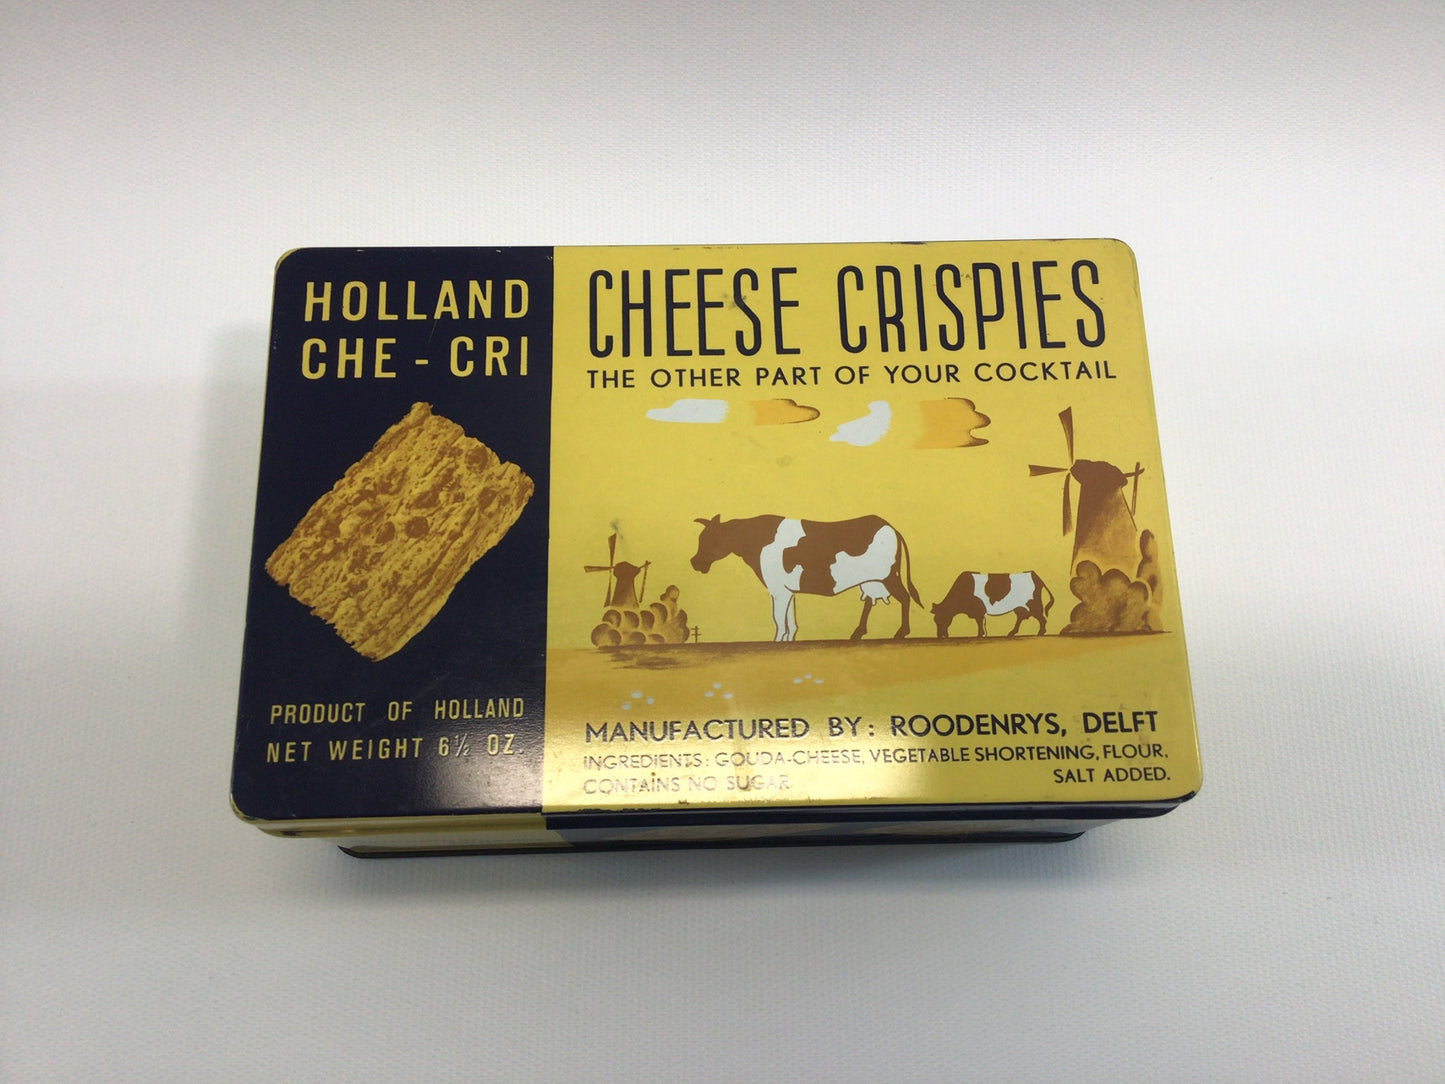 HOLLAND
CHE - CRI
PRODUCT OF HOLLAND
NET WEIGHT 6½ OZ.
CHEESE CRISPIES
THE OTHER PART OF YOUR COCKTAIL
MANUFACTURED BY: ROODENRYS, DELFT
INGREDIENTS: GOUDA-CHEESE, VEGETABLE SHORTENING, FLOUR.
CONTAINS NO SUGAR. SALT ADDED.